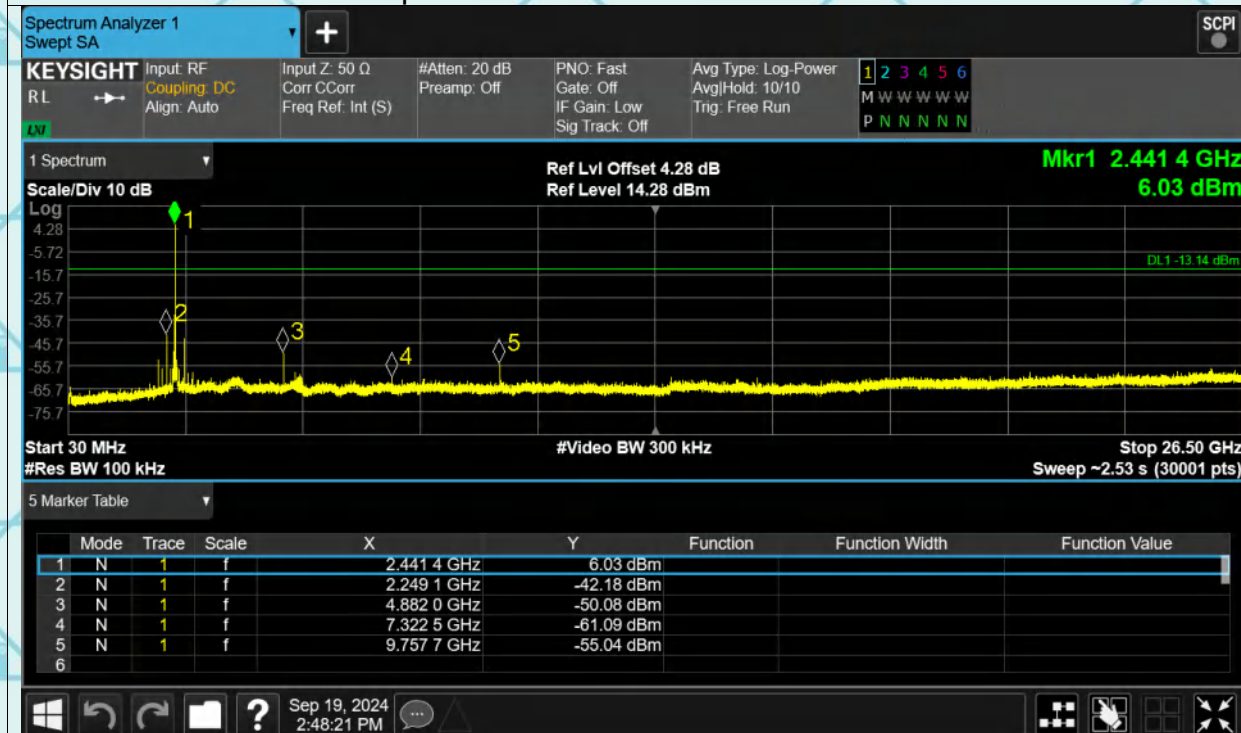 Spectrum Analyzer 1
Swept SA
+
SCPI
KEYSIGHT
RL
LXI
Input: RF
Coupling: DC
Align: Auto
Input Z: 50 Ω
Corr CCorr
Freq Ref: Int (S)
#Atten: 20 dB
Preamp: Off
PNO: Fast
Gate: Off
IF Gain: Low
Sig Track: Off
Avg Type: Log-Power
Avg|Hold: 10/10
Trig: Free Run
1 2 3 4 5 6
M W W W W W
P N N N N N
1 Spectrum
Scale/Div 10 dB
Ref Lvl Offset 4.28 dB
Ref Level 14.28 dBm
Mkr1 2.441 4 GHz
6.03 dBm
Log
4.28
-5.72
-15.7
-25.7
-35.7
-45.7
-55.7
-65.7
-75.7
1
2
3
4
5
DL1 -13.14 dBm
Start 30 MHz
#Video BW 300 kHz
Stop 26.50 GHz
#Res BW 100 kHz
Sweep ~2.53 s (30001 pts)
5 Marker Table
Mode Trace Scale X Y Function Function Width Function Value
1 N 1 f 2.441 4 GHz 6.03 dBm
2 N 1 f 2.249 1 GHz -42.18 dBm
3 N 1 f 4.882 0 GHz -50.08 dBm
4 N 1 f 7.322 5 GHz -61.09 dBm
5 N 1 f 9.757 7 GHz -55.04 dBm
6
?
Sep 19, 2024
2:48:21 PM